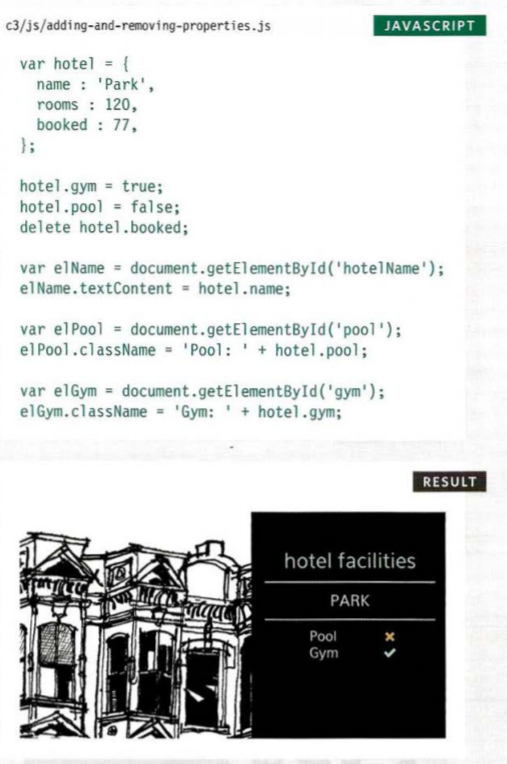 c3/js/adding-and-removing-properties.js JAVASCRIPT
var hotel = {
name : 'Park',
rooms : 120,
booked : 77,
};
hotel.gym = true;
hotel.pool = false;
delete hotel.booked;
var elName = document.getElementById('hotelName');
elName.textContent = hotel.name;
var elPool = document.getElementById('pool');
elPool.className = 'Pool: ' + hotel.pool;
var elGym = document.getElementById('gym');
elGym.className = 'Gym: ' + hotel.gym;
RESULT
hotel facilities
PARK
Pool ✖
Gym ✔